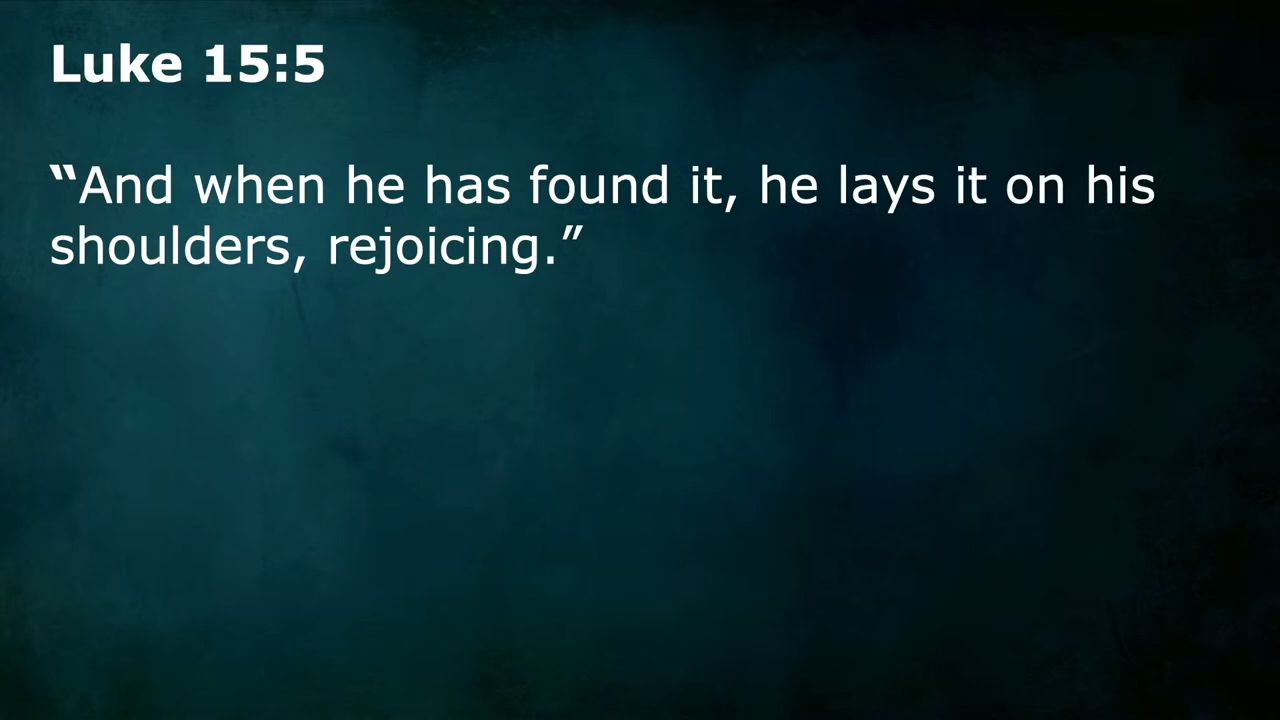 Luke 15:5
“And when he has found it, he lays it on his
shoulders, rejoicing.”